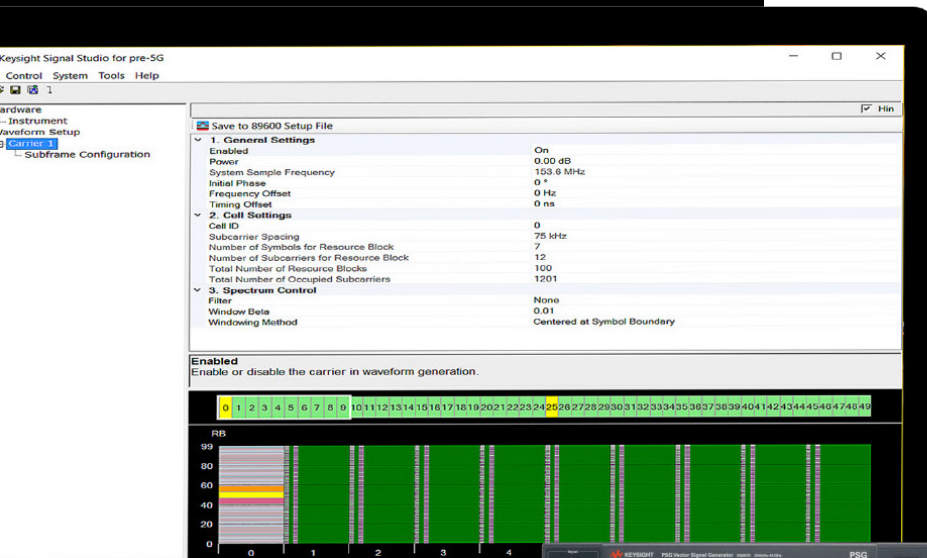 Keysight Signal Studio for pre-5G
Control System Tools Help
1
ardware
Instrument
Waveform Setup
Carrier 1
Subframe Configuration
Hin
Save to 89600 Setup File
1. General Settings
Enabled On
Power 0.00 dB
System Sample Frequency 153.6 MHz
Initial Phase 0 °
Frequency Offset 0 Hz
Timing Offset 0 ns
2. Cell Settings
Cell ID 0
Subcarrier Spacing 75 kHz
Number of Symbols for Resource Block 7
Number of Subcarriers for Resource Block 12
Total Number of Resource Blocks 100
Total Number of Occupied Subcarriers 1201
3. Spectrum Control
Filter None
Window Beta 0.01
Windowing Method Centered at Symbol Boundary
Enabled
Enable or disable the carrier in waveform generation.
0 1 2 3 4 5 6 7 8 9 10 11 12 13 14 15 16 17 18 19 20 21 22 23 24 25 26 27 28 29 30 31 32 33 34 35 36 37 38 39 40 41 42 43 44 45 46 47 48 49
RB
99
80
60
40
20
0
0 1 2 3 4
KEYSIGHT PSG Vector Signal Generator
PSG